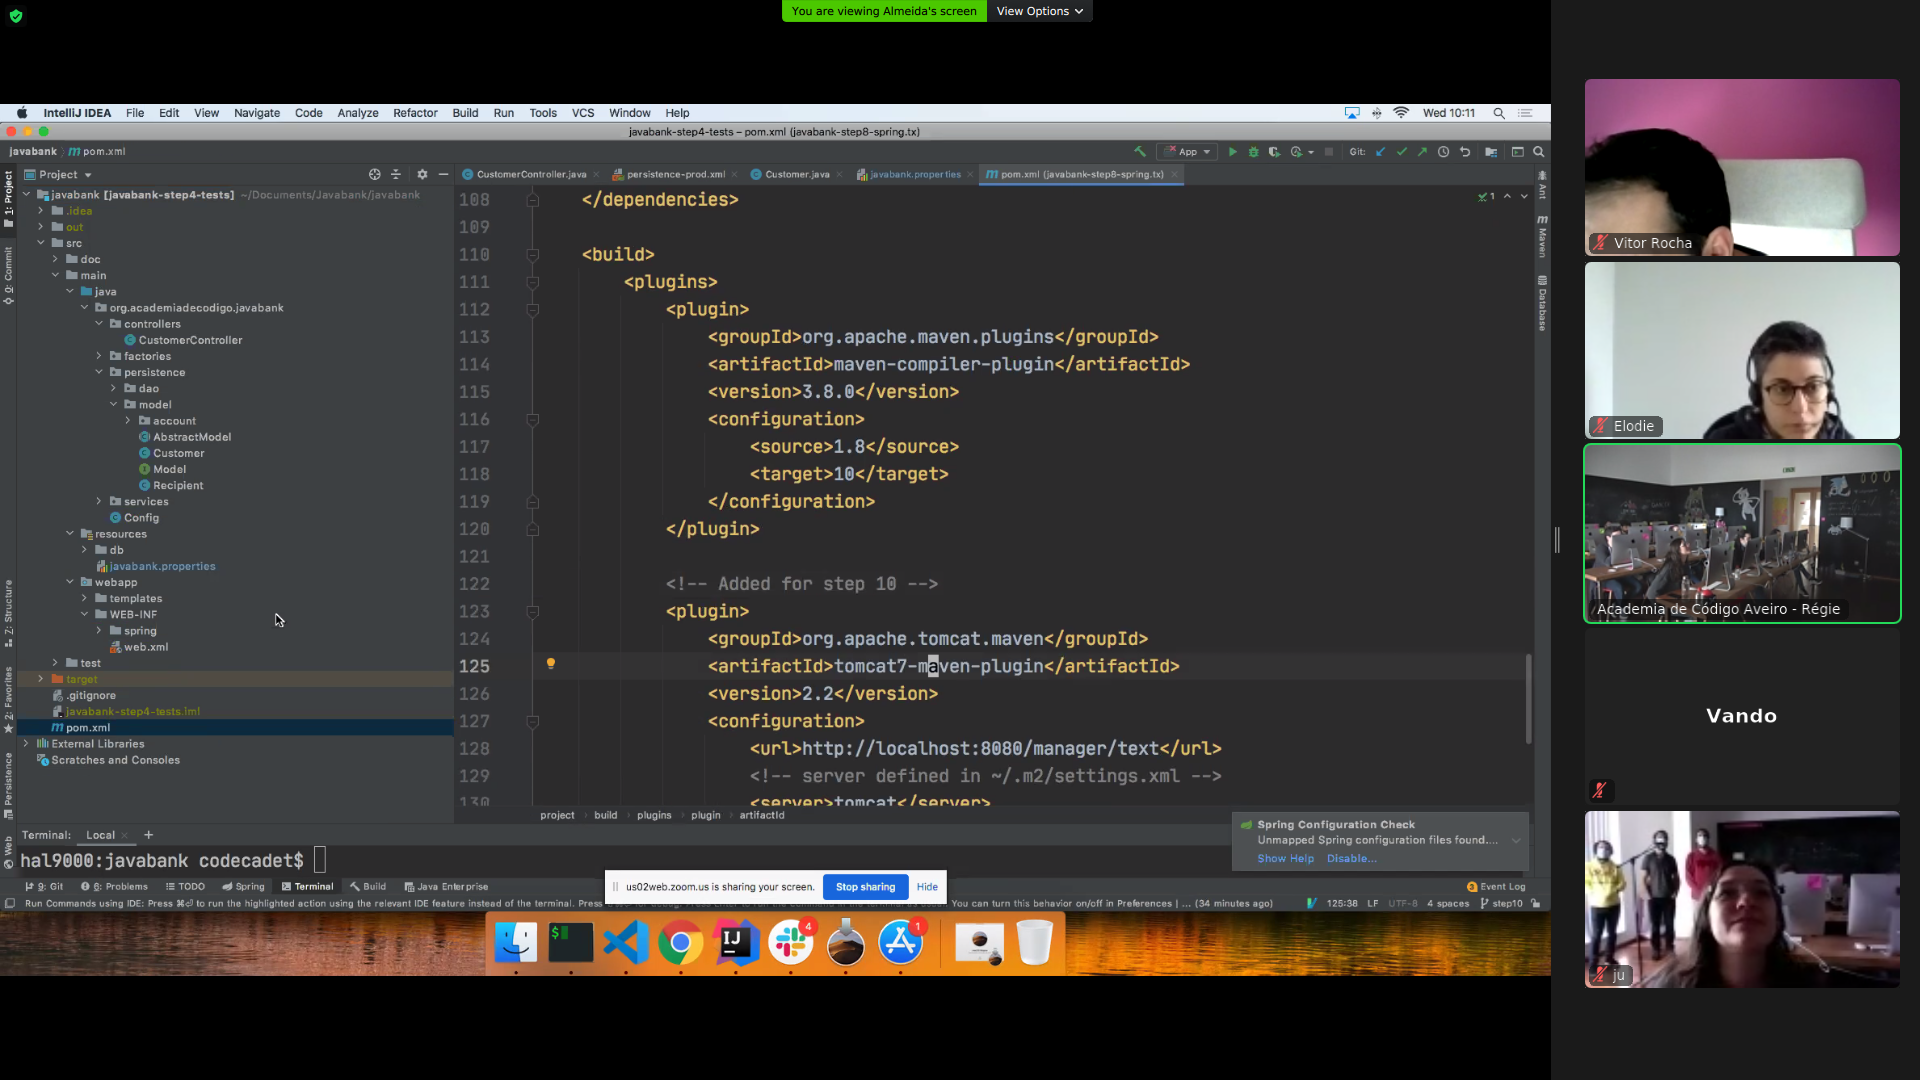 You are viewing Almeida's screen
View Options
IntelliJ IDEA File Edit View Navigate Code Analyze Refactor Build Run Tools VCS Window Help
Wed 10:11
javabank-step4-tests – pom.xml (javabank-step8-spring.tx)
javabank pom.xml
App
Git:
Project
CustomerController.java
persistence-prod.xml
Customer.java
javabank.properties
pom.xml (javabank-step8-spring.tx)
1: Project
0: Commit
7: Structure
2: Favorites
Persistence
Web
Ant
Maven
Database
javabank [javabank-step4-tests] ~/Documents/Javabank/javabank
.idea
out
src
doc
main
java
org.academiadecodigo.javabank
controllers
CustomerController
factories
persistence
dao
model
account
AbstractModel
Customer
Model
Recipient
services
Config
resources
db
javabank.properties
webapp
templates
WEB-INF
spring
web.xml
test
target
.gitignore
javabank-step4-tests.iml
pom.xml
External Libraries
Scratches and Consoles
1
108 </dependencies>
109
110 <build>
111 <plugins>
112 <plugin>
113 <groupId>org.apache.maven.plugins</groupId>
114 <artifactId>maven-compiler-plugin</artifactId>
115 <version>3.8.0</version>
116 <configuration>
117 <source>1.8</source>
118 <target>10</target>
119 </configuration>
120 </plugin>
121
122 <!-- Added for step 10 -->
123 <plugin>
124 <groupId>org.apache.tomcat.maven</groupId>
125 <artifactId>tomcat7-maven-plugin</artifactId>
126 <version>2.2</version>
127 <configuration>
128 <url>http://localhost:8080/manager/text</url>
129 <!-- server defined in ~/.m2/settings.xml -->
130 <server>tomcat</server>
project build plugins plugin artifactId
Spring Configuration Check
Unmapped Spring configuration files found....
Show Help Disable...
Terminal: Local +
hal9000:javabank codecadet$
9: Git 6: Problems TODO Spring Terminal Build Java Enterprise
Event Log
us02web.zoom.us is sharing your screen. Stop sharing Hide
Run Commands using IDE: Press ⌘⏎ to run the highlighted action using the relevant IDE feature instead of the terminal. Press
You can turn this behavior on/off in Preferences | ... (34 minutes ago)
125:38 LF UTF-8 4 spaces step10
$
IJ
4
1
Vitor Rocha
Elodie
Academia de Código Aveiro - Régie
Vando
ju